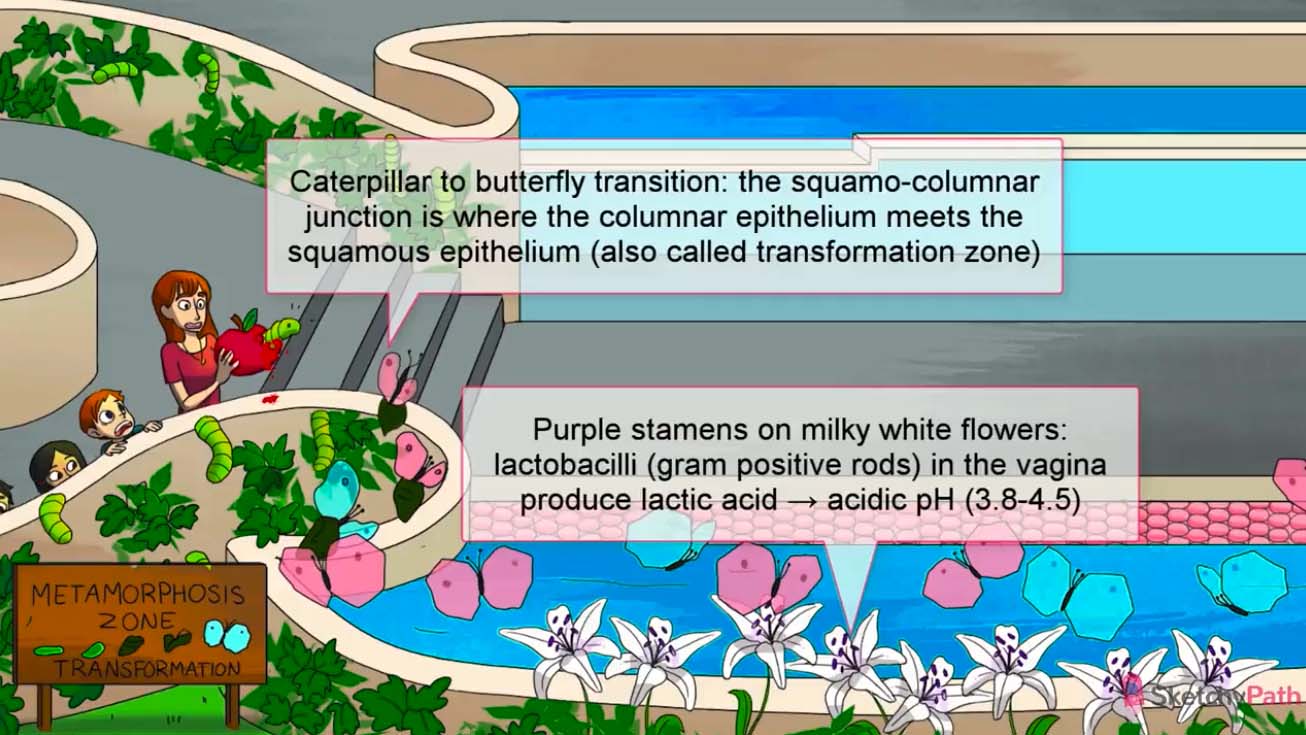 Caterpillar to butterfly transition: the squamo-columnar
junction is where the columnar epithelium meets the
squamous epithelium (also called transformation zone)
Purple stamens on milky white flowers:
lactobacilli (gram positive rods) in the vagina
produce lactic acid → acidic pH (3.8-4.5)
METAMORPHOSIS
ZONE
TRANSFORMATION
SketchyPath